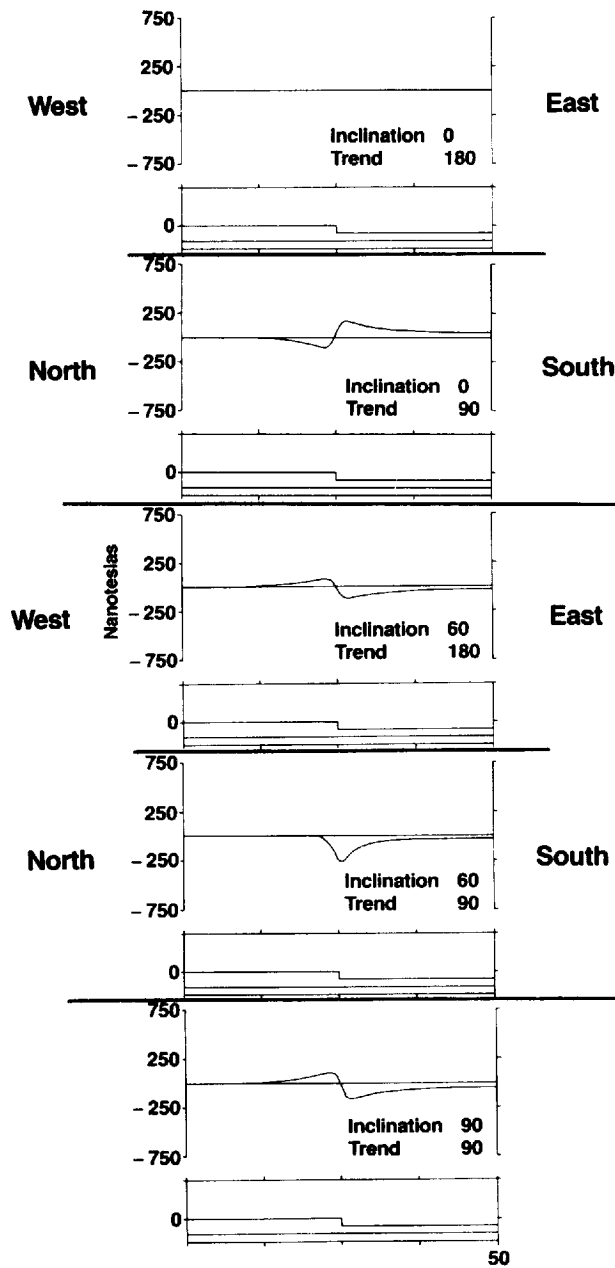 750
250
West
East
– 250
Inclination 0
– 750
Trend 180
0
750
250
North
South
– 250
Inclination 0
– 750
Trend 90
0
750
250
Nanoteslas
West
East
– 250
Inclination 60
– 750
Trend 180
0
750
250
North
South
– 250
Inclination 60
– 750
Trend 90
0
750
250
– 250
Inclination 90
– 750
Trend 90
0
50